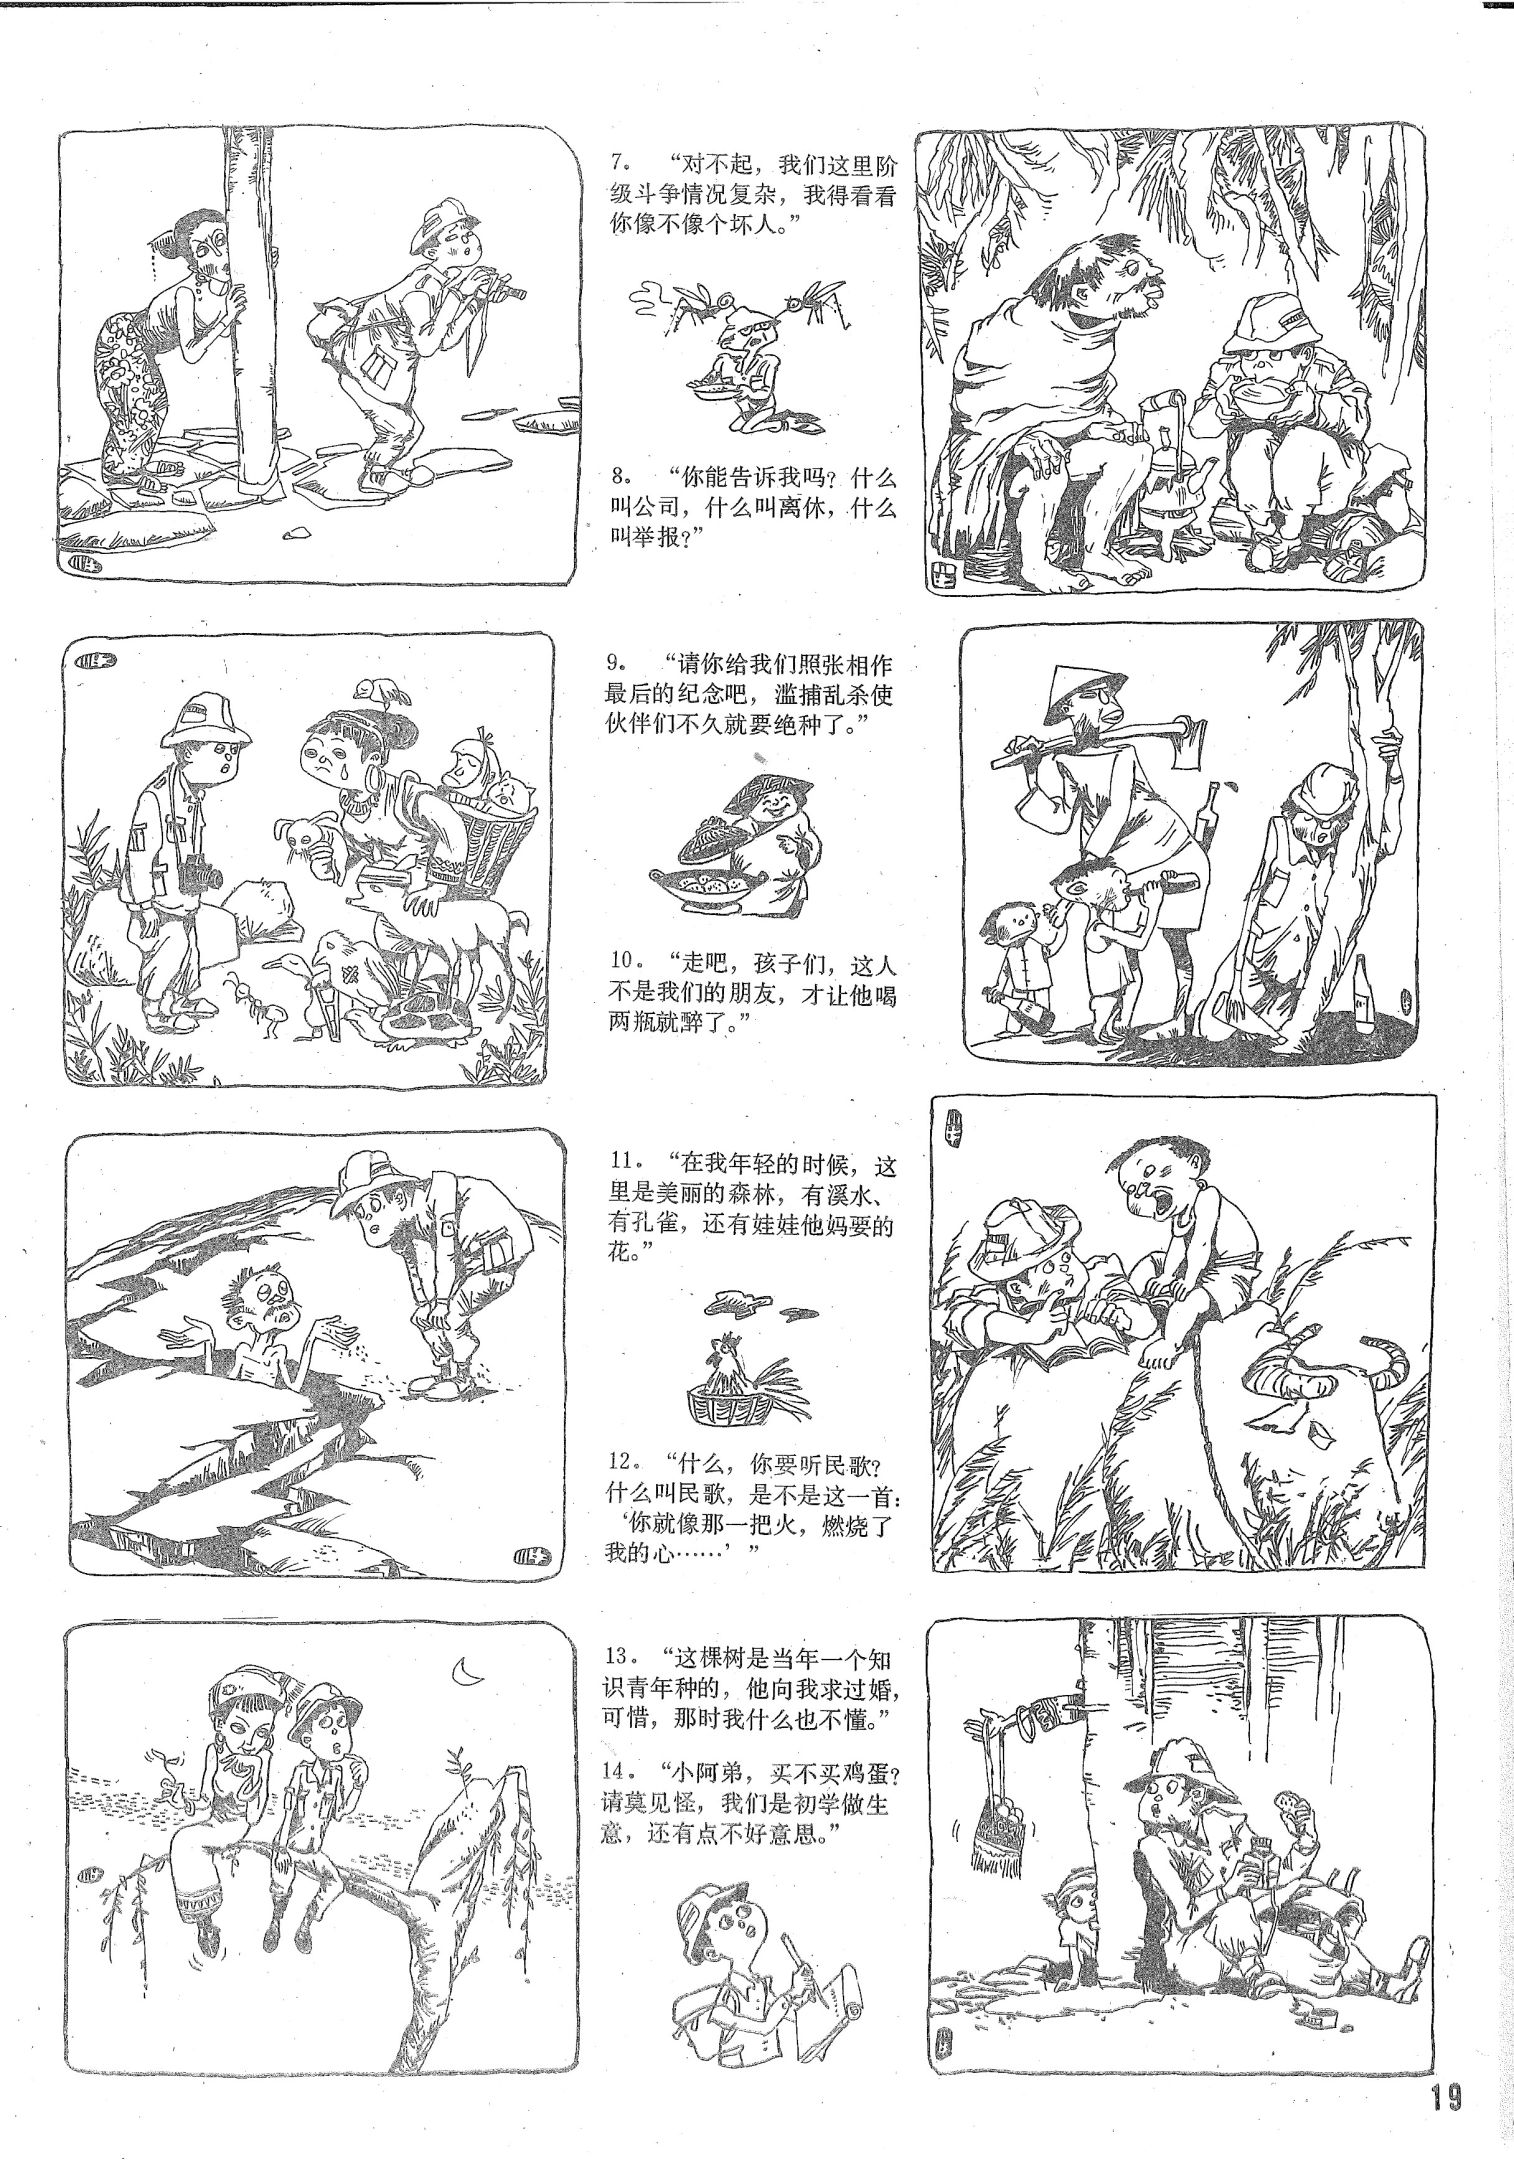 7。 “对不起，我们这里阶
级斗争情况复杂，我得看看
你像不像个坏人。”
8。 “你能告诉我吗？什么
叫公司，什么叫离休，什么
叫举报？”
9。 “请你给我们照张相作
最后的纪念吧，滥捕乱杀使
伙伴们不久就要绝种了。”
10。 “走吧，孩子们，这人
不是我们的朋友，才让他喝
两瓶就醉了。”
11。 “在我年轻的时候，这
里是美丽的森林，有溪水、
有孔雀，还有娃娃他妈要的
花。”
12。 “什么，你要听民歌？
什么叫民歌，是不是这一首：
‘你就像那一把火，燃烧了
我的心……’”
13。 “这棵树是当年一个知
识青年种的，他向我求过婚，
可惜，那时我什么也不懂。”
14。 “小阿弟，买不买鸡蛋？
请莫见怪，我们是初学做生
意，还有点不好意思。”
19